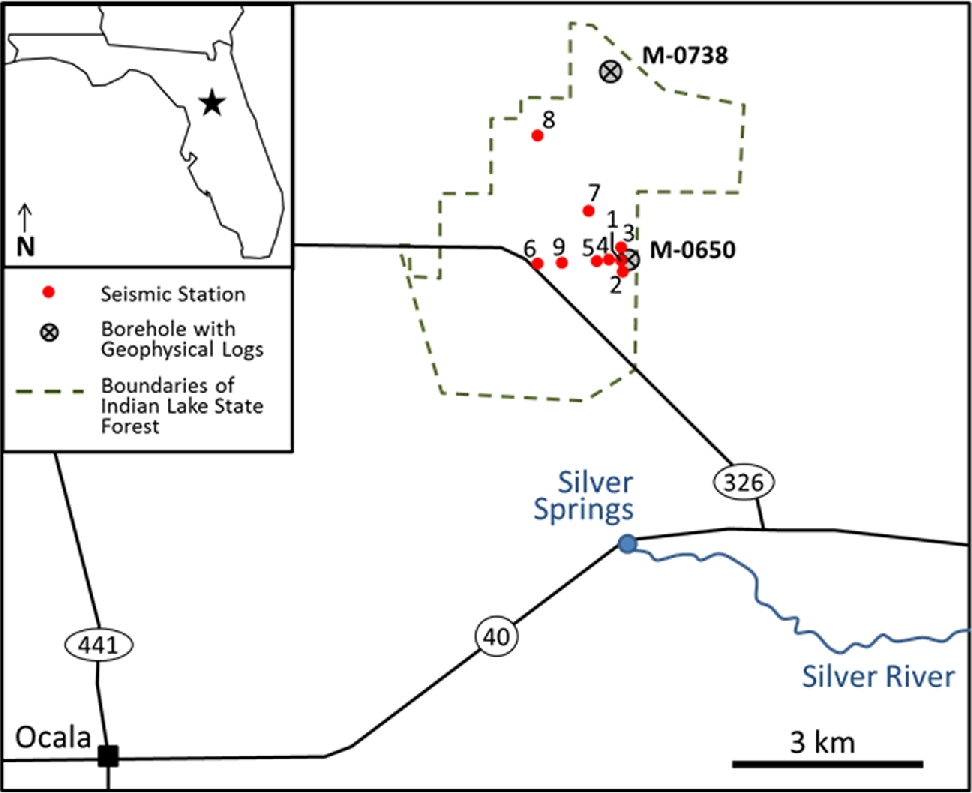 N
Seismic Station
Borehole with
Geophysical Logs
Boundaries of
Indian Lake State
Forest
M-0738
8
7
1
3
M-0650
6 9 5 4
2
Silver
Springs
326
441
40
Silver River
Ocala
3 km